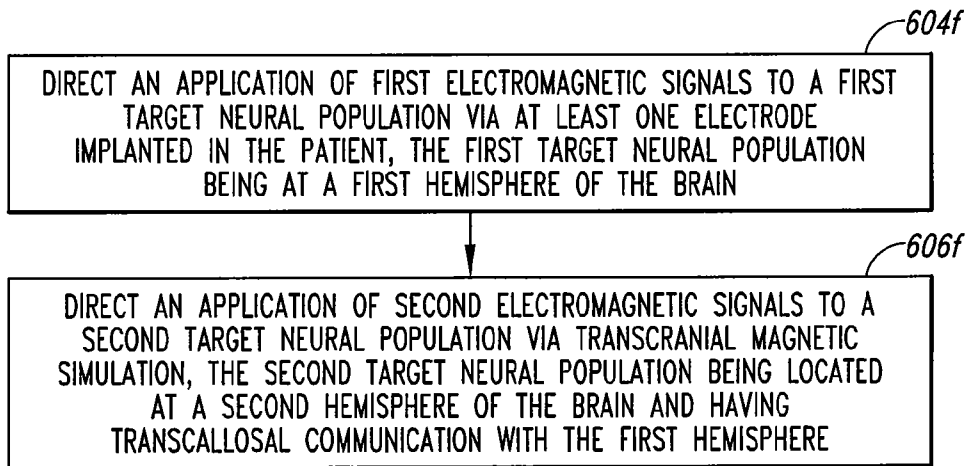 604f
DIRECT AN APPLICATION OF FIRST ELECTROMAGNETIC SIGNALS TO A FIRST
TARGET NEURAL POPULATION VIA AT LEAST ONE ELECTRODE
IMPLANTED IN THE PATIENT, THE FIRST TARGET NEURAL POPULATION
BEING AT A FIRST HEMISPHERE OF THE BRAIN
606f
DIRECT AN APPLICATION OF SECOND ELECTROMAGNETIC SIGNALS TO A
SECOND TARGET NEURAL POPULATION VIA TRANSCRANIAL MAGNETIC
SIMULATION, THE SECOND TARGET NEURAL POPULATION BEING LOCATED
AT A SECOND HEMISPHERE OF THE BRAIN AND HAVING
TRANSCALLOSAL COMMUNICATION WITH THE FIRST HEMISPHERE